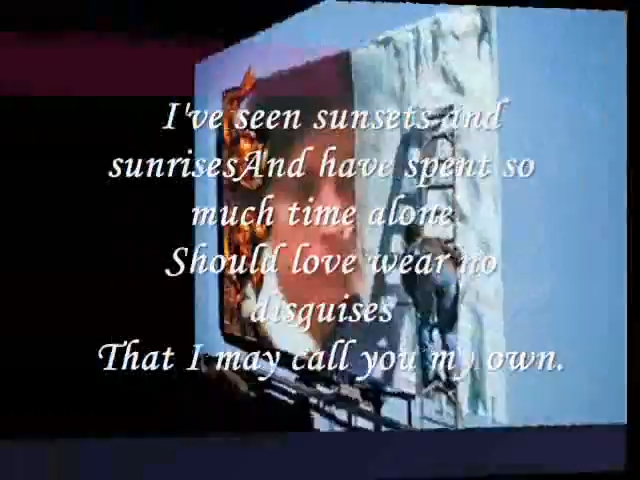 I've seen sunsets and
sunrisesAnd have spent so
much time alone
Should love wear no
disguises
That I may call you my own.